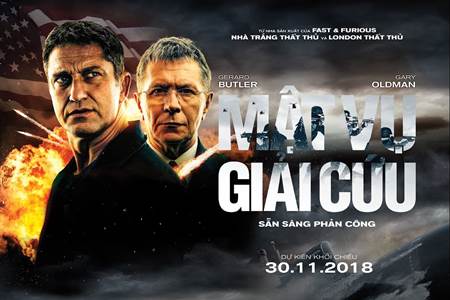 TỪ NHÀ SẢN XUẤT CỦA FAST & FURIOUS
NHÀ TRẮNG THẤT THỦ VÀ LONDON THẤT THỦ
GERARD BUTLER
GARY OLDMAN
MẬT VỤ
GIẢI CỨU
SẴN SÀNG PHẢN CÔNG
DỰ KIẾN KHỞI CHIẾU
30.11.2018